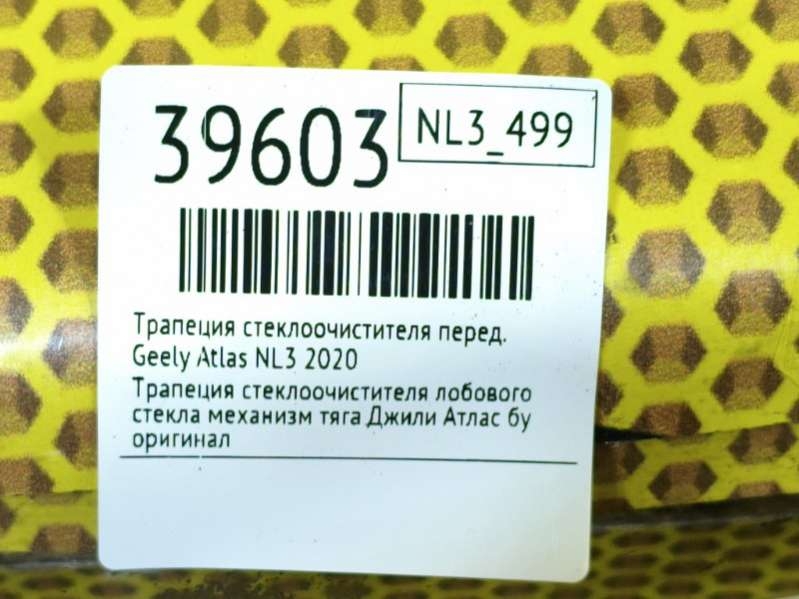 39603
NL3_499
Трапеция стеклоочистителя перед.
Geely Atlas NL3 2020
Трапеция стеклоочистителя лобового
стекла механизм тяга Джили Атлас бу
оригинал